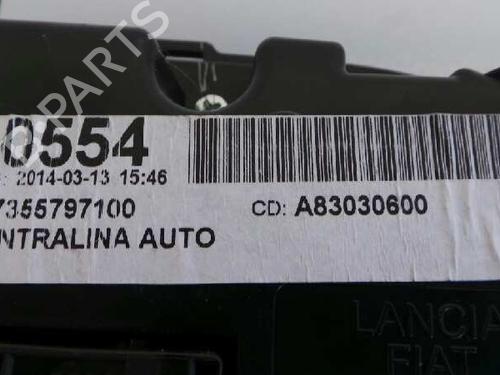 0554
: 2014-03-13 15:46
7355797100
CD: A83030600
NTRALINA AUTO
LANCIA
FIAT
PARTS